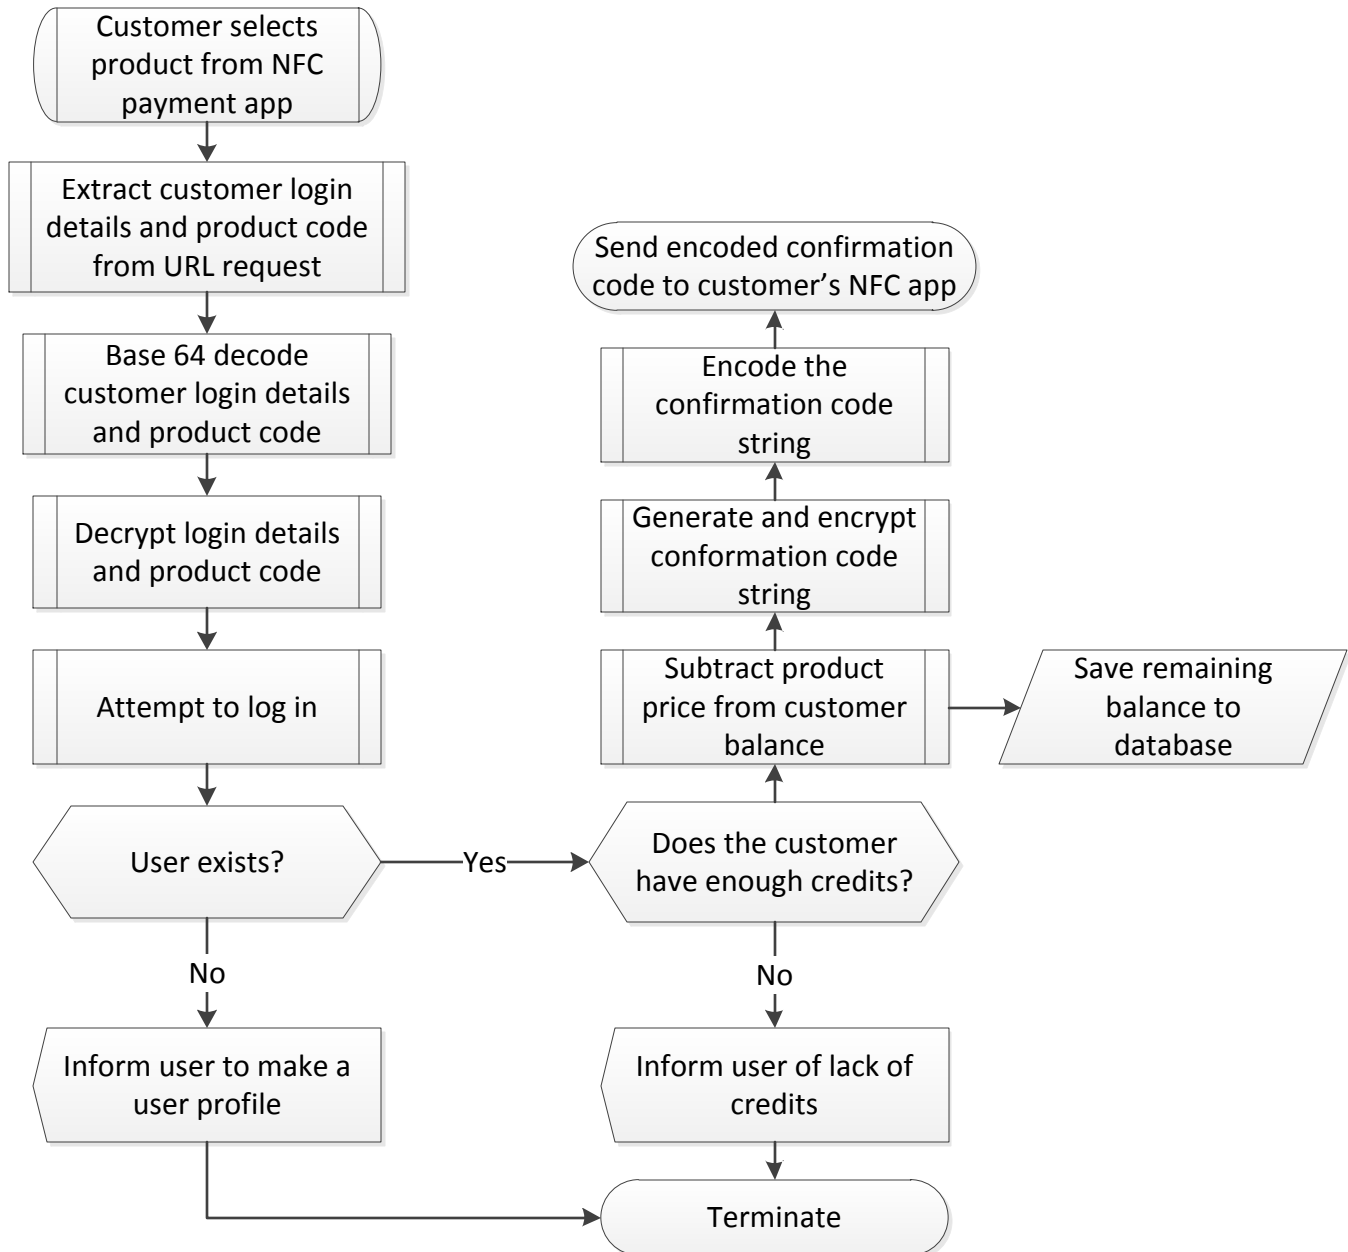 Customer selects
product from NFC
payment app
Extract customer login
details and product code
from URL request
Base 64 decode
customer login details
and product code
Decrypt login details
and product code
Attempt to log in
User exists?
Yes
No
Inform user to make a
user profile
Send encoded confirmation
code to customer’s NFC app
Encode the
confirmation code
string
Generate and encrypt
conformation code
string
Subtract product
price from customer
balance
Save remaining
balance to
database
Does the customer
have enough credits?
No
Inform user of lack of
credits
Terminate